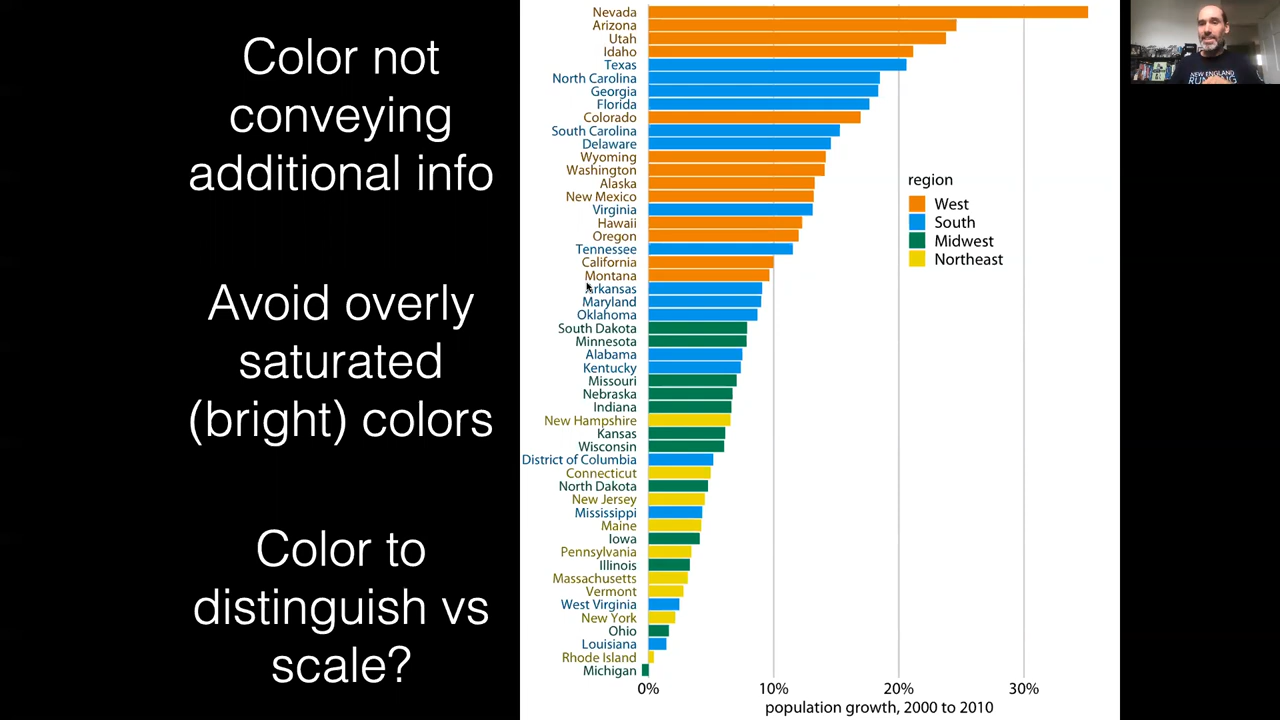 Color not
conveying
additional info
Avoid overly
saturated
(bright) colors
Color to
distinguish vs
scale?
Nevada
Arizona
Utah
Idaho
Texas
North Carolina
Georgia
Florida
Colorado
South Carolina
Delaware
Wyoming
Washington
Alaska
New Mexico
Virginia
Hawaii
Oregon
Tennessee
California
Montana
Arkansas
Maryland
Oklahoma
South Dakota
Minnesota
Alabama
Kentucky
Missouri
Nebraska
Indiana
New Hampshire
Kansas
Wisconsin
District of Columbia
Connecticut
North Dakota
New Jersey
Mississippi
Maine
Iowa
Pennsylvania
Illinois
Massachusetts
Vermont
West Virginia
New York
Ohio
Louisiana
Rhode Island
Michigan
0% 10% 20% 30%
population growth, 2000 to 2010
region
West
South
Midwest
Northeast
NEW ENGLAND
RUNNING